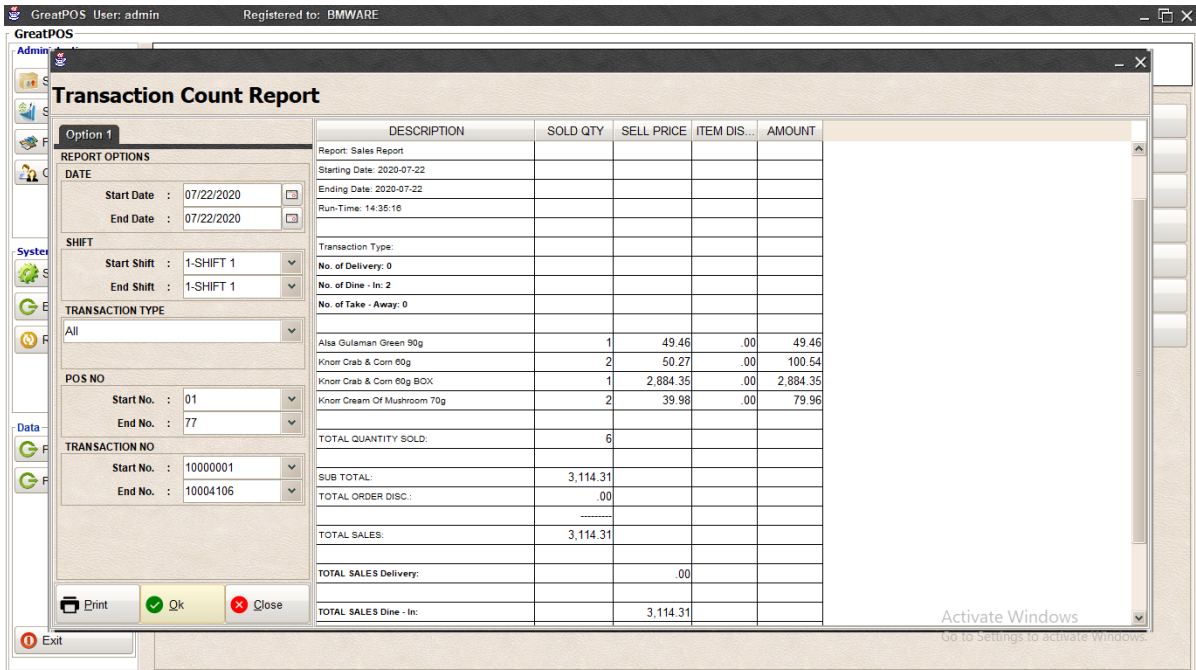 GreatPOS User: admin Registered to: BMWARE
GreatPOS
Transaction Count Report
Option 1
REPORT OPTIONS
DATE
Start Date : 07/22/2020
End Date : 07/22/2020
SHIFT
Start Shift : 1-SHIFT 1
End Shift : 1-SHIFT 1
TRANSACTION TYPE
All
POS NO
Start No. : 01
End No. : 77
TRANSACTION NO
Start No. : 10000001
End No. : 10004106
Print Ok Close
DESCRIPTION SOLD QTY SELL PRICE ITEM DIS... AMOUNT
Report: Sales Report
Starting Date: 2020-07-22
Ending Date: 2020-07-22
Run-Time: 14:35:16
Transaction Type:
No. of Delivery: 0
No. of Dine - In: 2
No. of Take - Away: 0
Alsa Gulaman Green 90g 1 49.46 .00 49.46
Knorr Crab & Corn 60g 2 50.27 .00 100.54
Knorr Crab & Corn 60g BOX 1 2,884.35 .00 2,884.35
Knorr Cream Of Mushroom 70g 2 39.98 .00 79.96
TOTAL QUANTITY SOLD: 6
SUB TOTAL: 3,114.31
TOTAL ORDER DISC.: .00
---------
TOTAL SALES: 3,114.31
TOTAL SALES Delivery: .00
TOTAL SALES Dine - In: 3,114.31
Data
Exit
Activate Windows
Go to Settings to activate Windows.